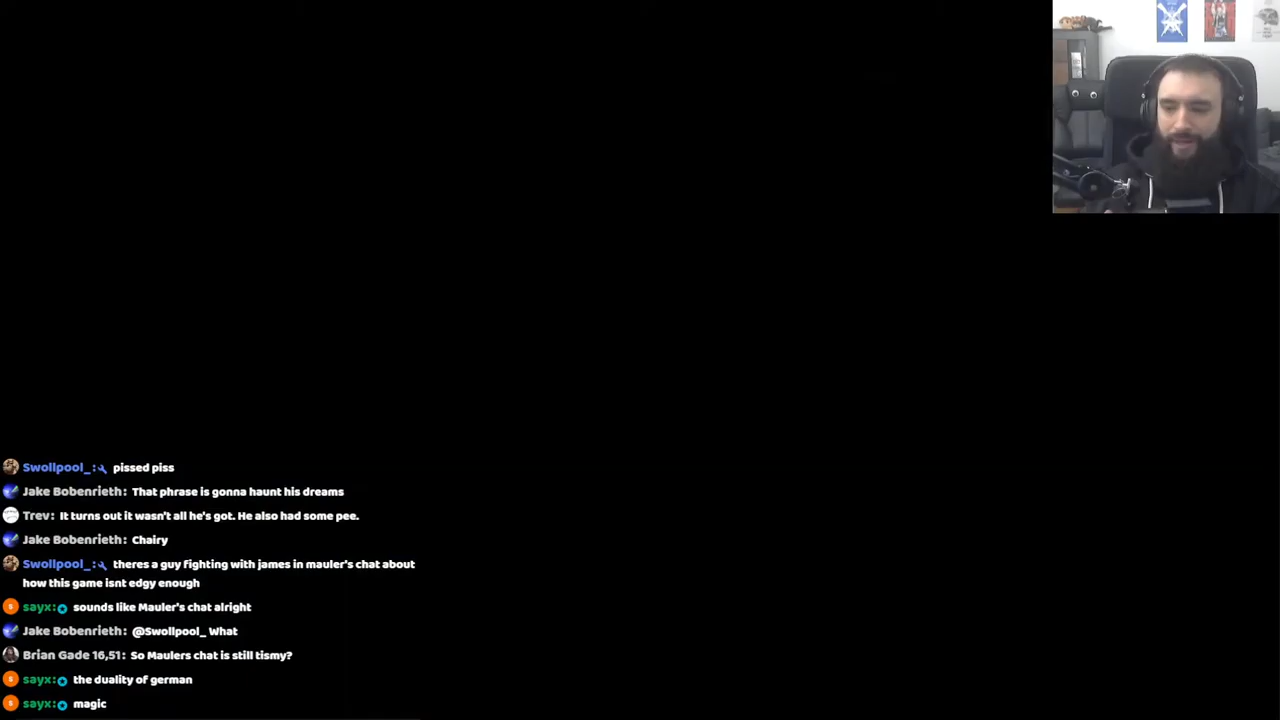 Swollpool_: pissed piss
Jake Bobenrieth: That phrase is gonna haunt his dreams
Trev: It turns out it wasn't all he's got. He also had some pee.
Jake Bobenrieth: Chairy
Swollpool_: theres a guy fighting with james in mauler's chat about
how this game isnt edgy enough
sayx: sounds like Mauler's chat alright
Jake Bobenrieth: @Swollpool_ What
Brian Gade 16,51: So Maulers chat is still tismy?
sayx: the duality of german
sayx: magic